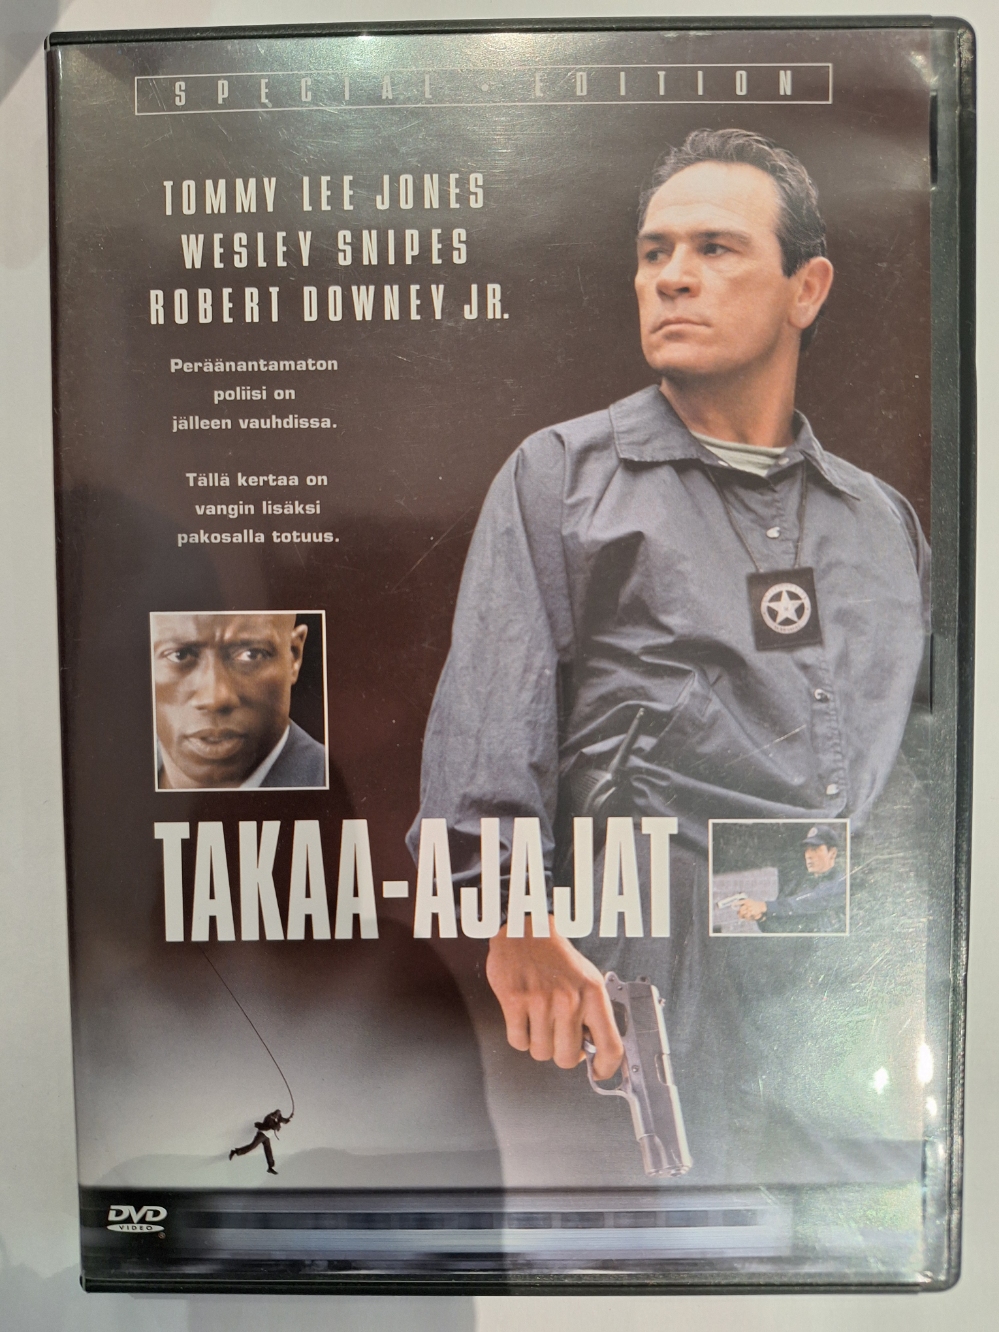 SPECIAL · EDITION
TOMMY LEE JONES
WESLEY SNIPES
ROBERT DOWNEY JR.
Peräänantamaton
poliisi on
jälleen vauhdissa.
Tällä kertaa on
vangin lisäksi
pakosalla totuus.
TAKAA-AJAJAT
DVD
VIDEO